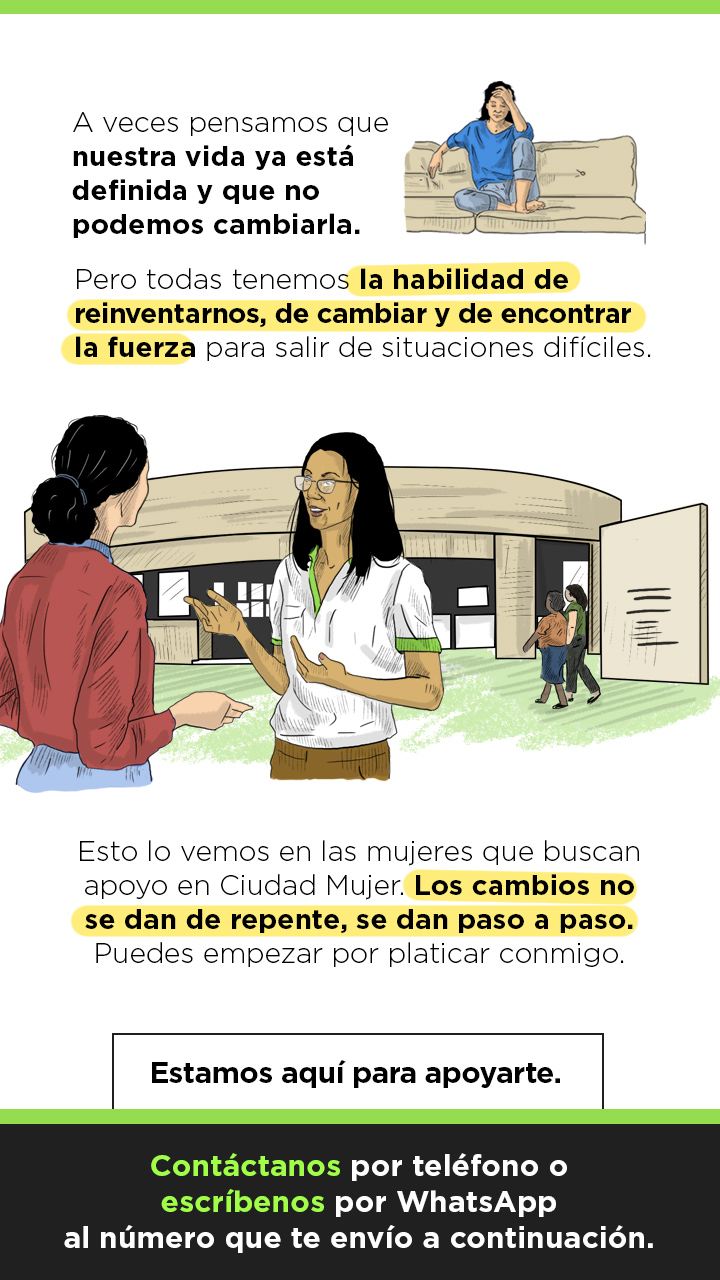 A veces pensamos que
nuestra vida ya está
definida y que no
podemos cambiarla.
Pero todas tenemos la habilidad de
reinventarnos, de cambiar y de encontrar
la fuerza para salir de situaciones difíciles.
Esto lo vemos en las mujeres que buscan
apoyo en Ciudad Mujer. Los cambios no
se dan de repente, se dan paso a paso.
Puedes empezar por platicar conmigo.
Estamos aquí para apoyarte.
Contáctanos por teléfono o
escríbenos por WhatsApp
al número que te envío a continuación.